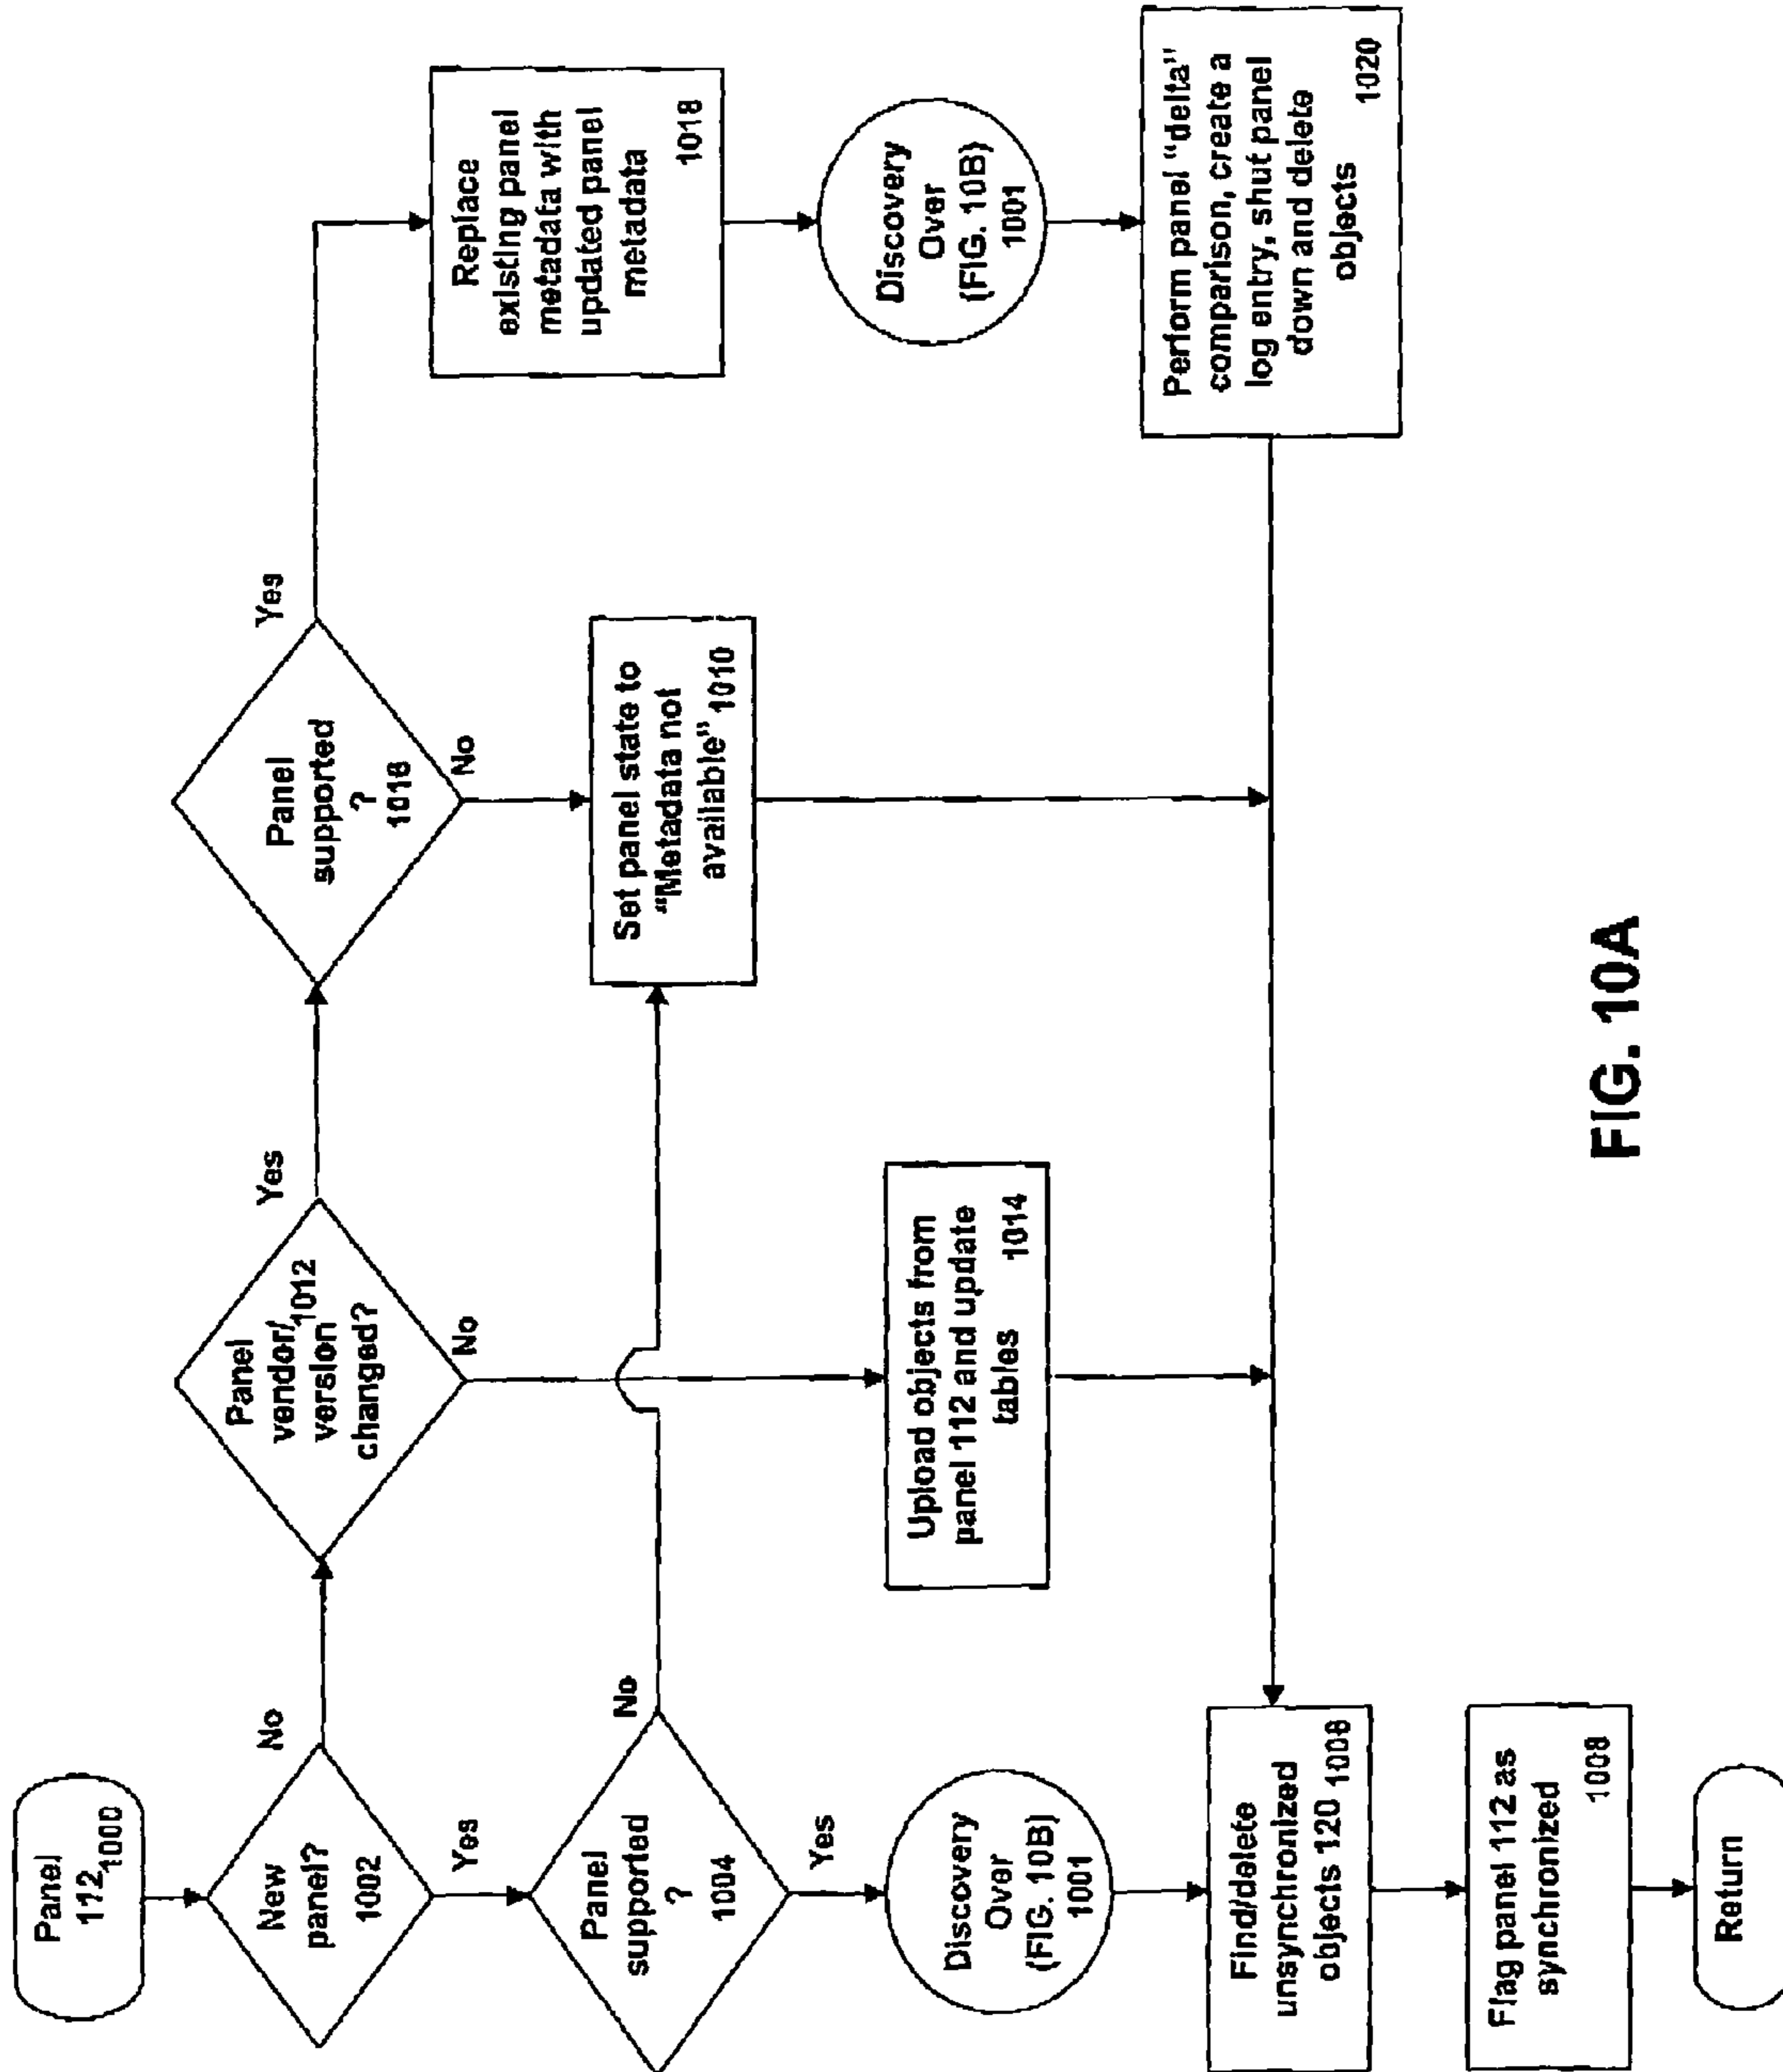 Panel
112 1000
New
panel?
1002
No
Yes
Panel
vendor/
1012
version
changed?
Yes
No
Panel
supported
?
1016
Yes
No
Replace
existing panel
metadata with
updated panel
metadata
1018
Panel
supported
?
1004
No
Yes
Set panel state to
“Metadata not
available” 1010
Upload objects from
panel 112 and update
tables 1014
Discovery
Over
(FIG. 10B)
1001
Discovery
Over
(FIG. 10B)
1001
Find/delete
unsynchronized
objects 120 1006
Perform panel “delta”
comparison, create a
log entry, shut panel
down and delete
objects
1020
Flag panel 112 as
synchronized
1008
Return
FIG. 10A